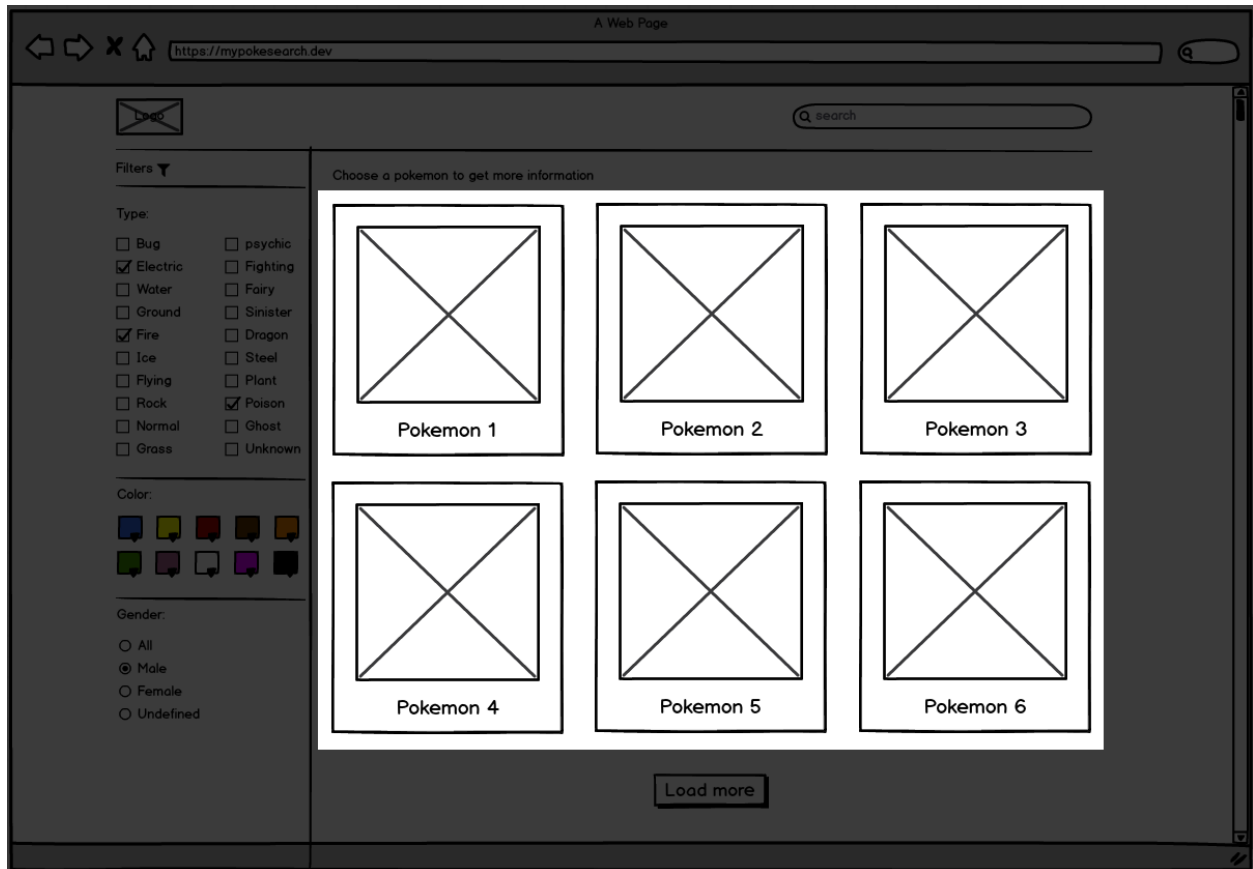 A Web Page
https://mypokesearch.dev
Logo
search
Filters
Choose a pokemon to get more information
Type:
Bug
psychic
Electric
Fighting
Water
Fairy
Ground
Sinister
Fire
Dragon
Ice
Steel
Flying
Plant
Rock
Poison
Normal
Ghost
Grass
Unknown
Color:
Gender:
All
Male
Female
Undefined
Pokemon 1
Pokemon 2
Pokemon 3
Pokemon 4
Pokemon 5
Pokemon 6
Load more